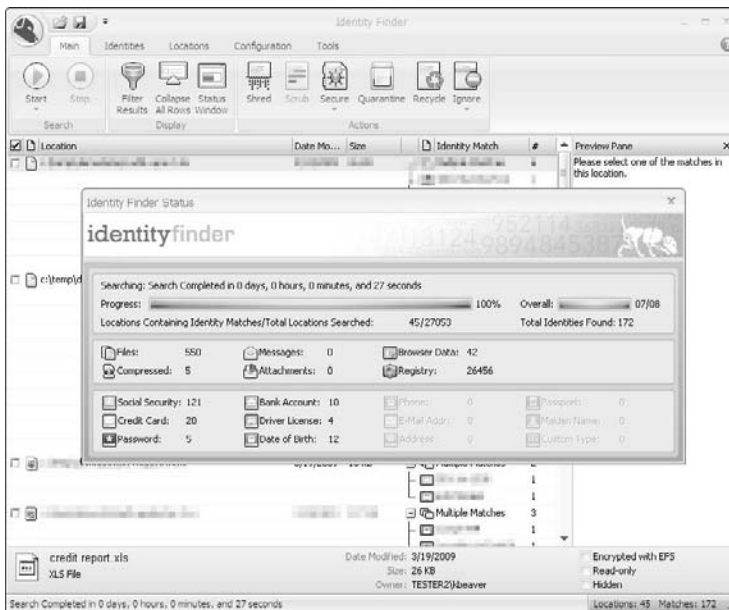 Identity Finder
Main Identities Locations Configuration Tools
Start Stop Filter Results Collapse All Rows Status Window Shred Scrub Secure Quarantine Recycle Ignore
Search Display Actions
Location Date Mo... Size Identity Match # Preview Pane
Please select one of the matches in this location.
Identity Finder Status
identityfinder
c:\temp\d
Searching: Search Completed in 0 days, 0 hours, 0 minutes, and 27 seconds
Progress: 100% Overall: 07/08
Locations Containing Identity Matches/Total Locations Searched: 45/27053 Total Identities Found: 172
Files: 550 Messages: 0 Browser Data: 42
Compressed: 5 Attachments: 0 Registry: 26456
Social Security: 121 Bank Account: 10 Phone: 0 Passport: 0
Credit Card: 20 Driver License: 4 E-Mail Addr: 0 Maiden Name: 0
Password: 5 Date of Birth: 12 Address: 0 Custom Type: 0
Multiple Matches 2
1
1
Multiple Matches 3
1
1
credit report.xls Date Modified: 3/19/2009 Encrypted with EFS
XLS File Size: 26 KB Read-only
Owner: TESTER2\kbeaver Hidden
Search Completed in 0 days, 0 hours, 0 minutes, and 27 seconds Locations: 45 Matches: 172